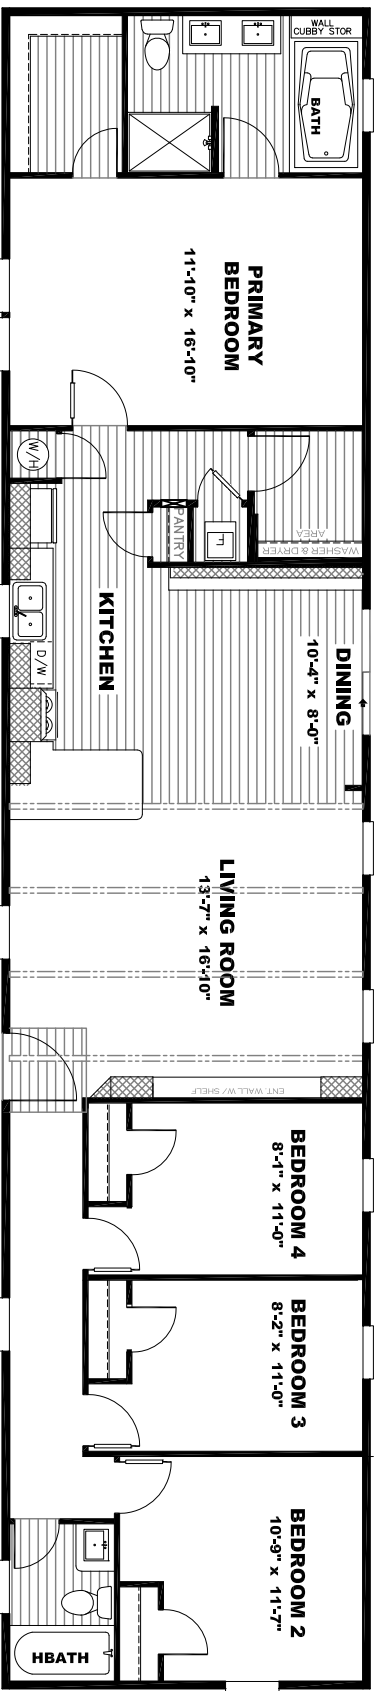 WALL
CUBBY STOR
BATH
PRIMARY
BEDROOM
11'-10" x 16'-10"
W/H
PANTRY
F
WASHER & DRYER
AREA
KITCHEN
D/W
DINING
10'-4" x 8'-0"
LIVING ROOM
13'-7" x 16'-10"
ENT. WALL W/ SHELF
BEDROOM 4
8'-1" x 11'-0"
BEDROOM 3
8'-2" x 11'-0"
BEDROOM 2
10'-9" x 11'-7"
HBATH